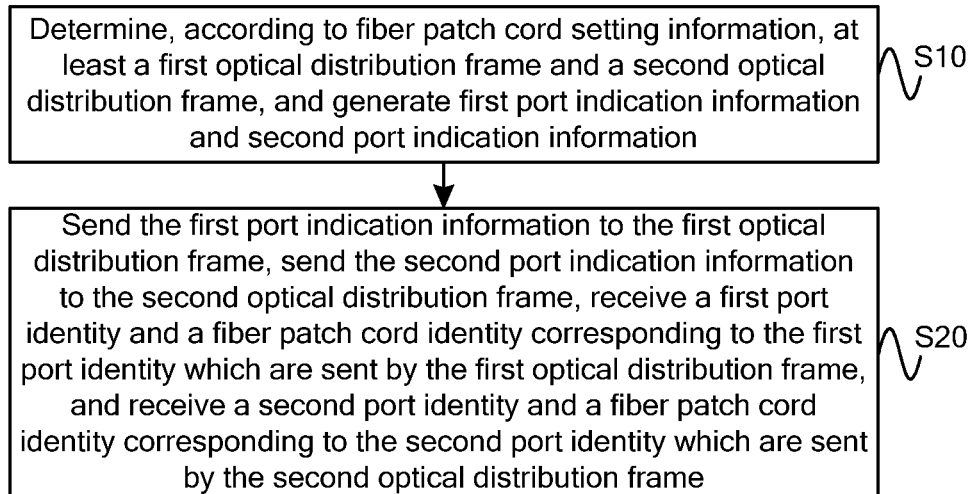 Determine, according to fiber patch cord setting information, at
least a first optical distribution frame and a second optical
distribution frame, and generate first port indication information
and second port indication information
S10
Send the first port indication information to the first optical
distribution frame, send the second port indication information
to the second optical distribution frame, receive a first port
identity and a fiber patch cord identity corresponding to the first
port identity which are sent by the first optical distribution frame,
and receive a second port identity and a fiber patch cord
identity corresponding to the second port identity which are sent
by the second optical distribution frame
S20